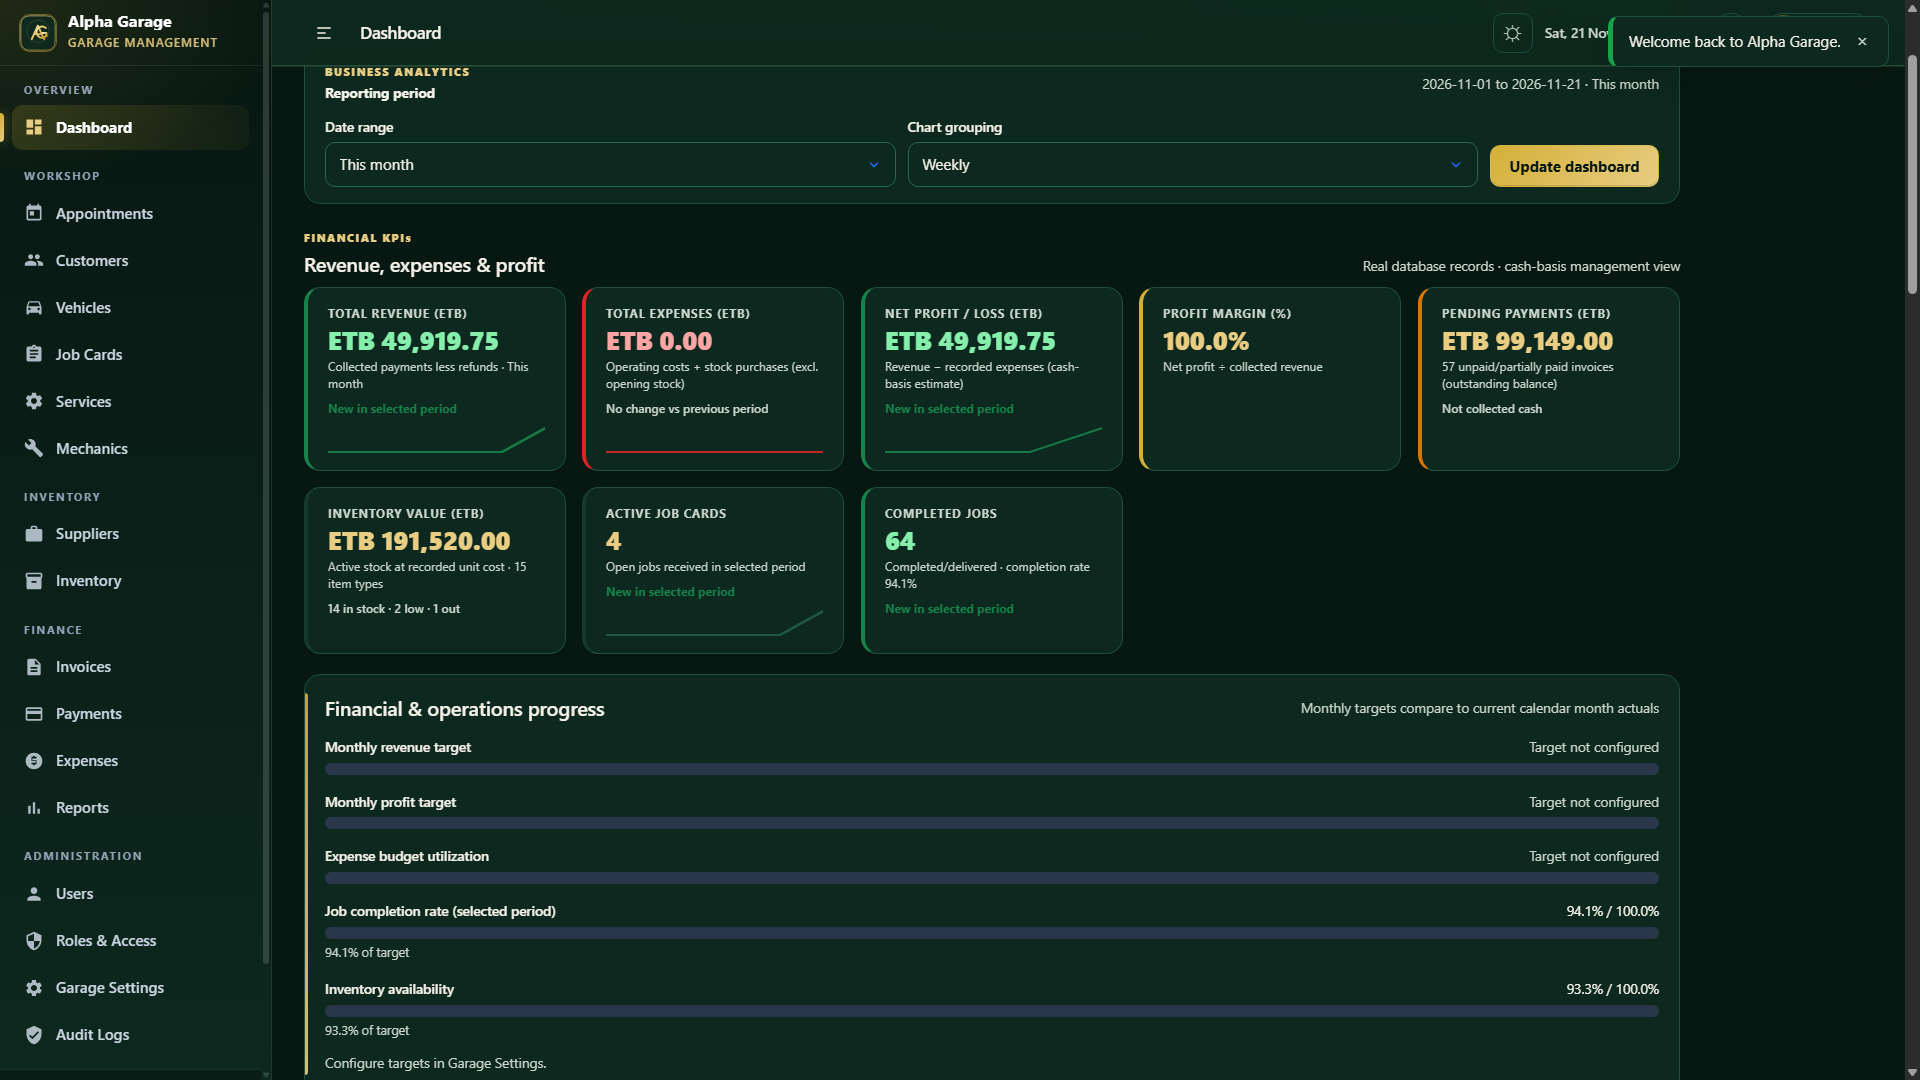 Alpha Garage
GARAGE MANAGEMENT
OVERVIEW
Dashboard
WORKSHOP
Appointments
Customers
Vehicles
Job Cards
Services
Mechanics
INVENTORY
Suppliers
Inventory
FINANCE
Invoices
Payments
Expenses
Reports
ADMINISTRATION
Users
Roles & Access
Garage Settings
Audit Logs
Dashboard
Sat, 21 Nov
Welcome back to Alpha Garage.
BUSINESS ANALYTICS
Reporting period
2026-11-01 to 2026-11-21 · This month
Date range
Chart grouping
This month
Weekly
Update dashboard
FINANCIAL KPIs
Revenue, expenses & profit
Real database records · cash-basis management view
TOTAL REVENUE (ETB)
ETB 49,919.75
Collected payments less refunds · This
month
New in selected period
TOTAL EXPENSES (ETB)
ETB 0.00
Operating costs + stock purchases (excl.
opening stock)
No change vs previous period
NET PROFIT / LOSS (ETB)
ETB 49,919.75
Revenue − recorded expenses (cash-
basis estimate)
New in selected period
PROFIT MARGIN (%)
100.0%
Net profit ÷ collected revenue
PENDING PAYMENTS (ETB)
ETB 99,149.00
57 unpaid/partially paid invoices
(outstanding balance)
Not collected cash
INVENTORY VALUE (ETB)
ETB 191,520.00
Active stock at recorded unit cost · 15
item types
14 in stock · 2 low · 1 out
ACTIVE JOB CARDS
4
Open jobs received in selected period
New in selected period
COMPLETED JOBS
64
Completed/delivered · completion rate
94.1%
New in selected period
Financial & operations progress
Monthly targets compare to current calendar month actuals
Monthly revenue target
Target not configured
Monthly profit target
Target not configured
Expense budget utilization
Target not configured
Job completion rate (selected period)
94.1% / 100.0%
94.1% of target
Inventory availability
93.3% / 100.0%
93.3% of target
Configure targets in Garage Settings.